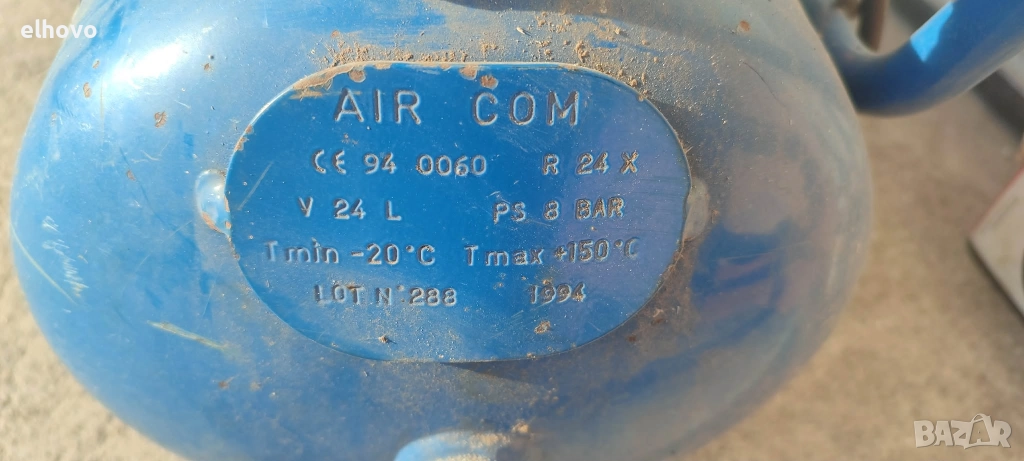 elhovo
AIR COM
CE 94 0060 R 24 X
V 24 L PS 8 BAR
Tmin -20°C Tmax +150°C
LOT N°288 1994
BAZAR